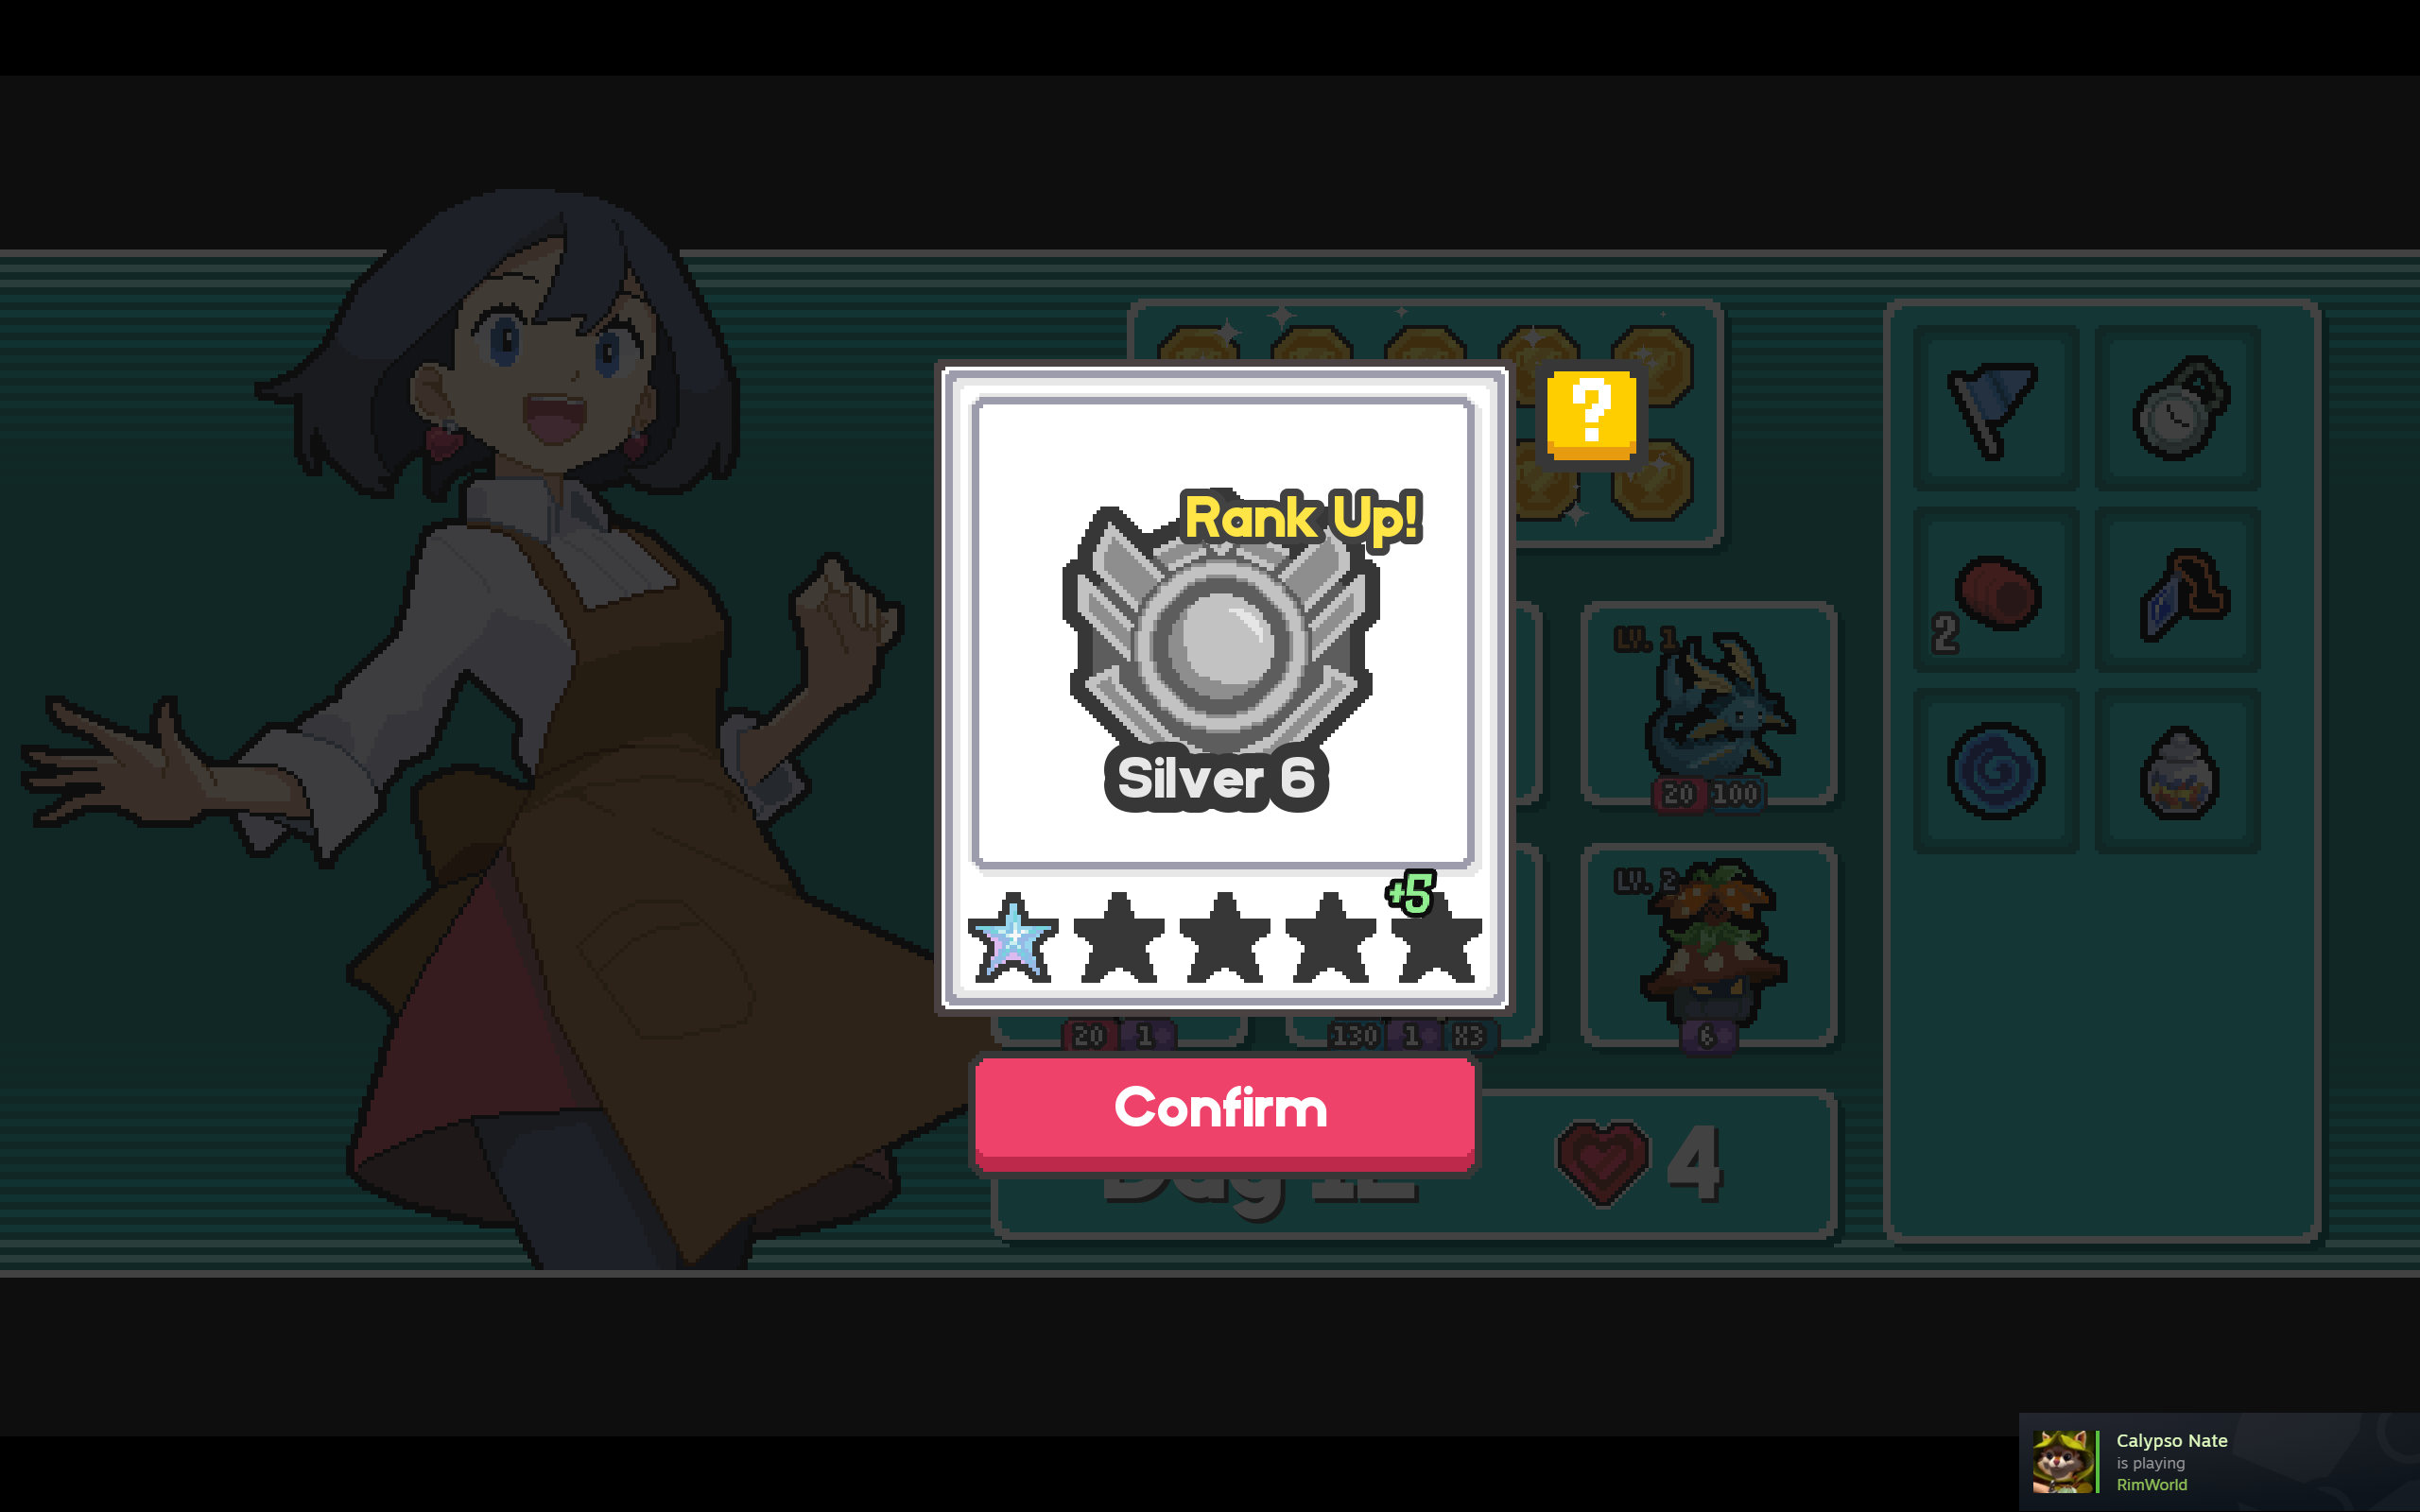 ?
Rank Up!
Silver 6
+5
Confirm
LV. 1
20 100
LV. 2
6
20 1
130 1 X3
2
4
Calypso Nate
is playing
RimWorld